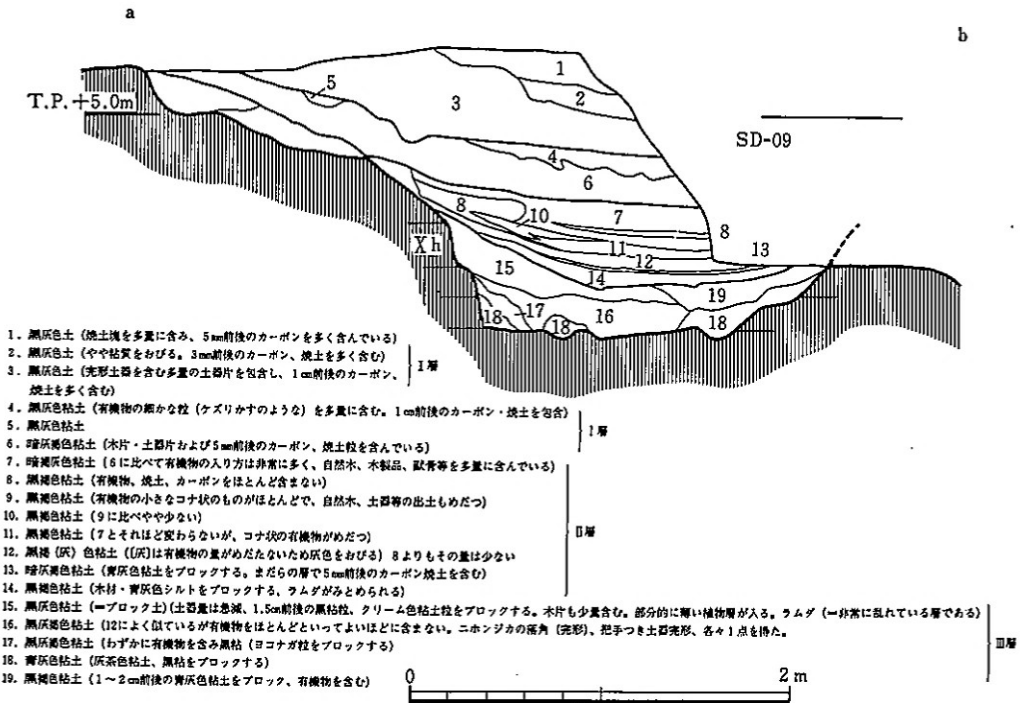 a
b
T.P.+5.0m
SD-09
1
2
3
5
4
6
7
8
8
10
11
12
13
Xh
15
14
19
17
16
18
18
18
1. 黒灰色土 (焼土塊を多量に含み、5㎜前後のカーボンを多く含んでいる)
2. 黒灰色土 (やや粘質をおびる。3㎜前後のカーボン、焼土を多く含む)
3. 黒灰色土 (完形土器を含む多量の土器片を包含し、1㎝前後のカーボン、
焼土を多く含む)
I層
4. 黒灰色粘土 (有機物の細かな粒 (ケズリかすのような) を多量に含む。1㎝前後のカーボン・焼土を包含)
5. 黒灰色粘土
6. 暗灰褐色粘土 (木片・土器片および5㎜前後のカーボン、焼土粒を含んでいる)
I層
7. 暗褐灰色粘土 (6に比べて有機物の入り方は非常に多く、自然木、木製品、獣骨等を多量に含んでいる)
8. 黒褐色粘土 (有機物、焼土、カーボンをほとんど含まない)
9. 黒褐色粘土 (有機物の小さなコナ状のものがほとんどで、自然木、土器等の出土もめだつ)
10. 黒褐色粘土 (9に比べやや少ない)
11. 黒褐色粘土 (7とそれほど変わらないが、コナ状の有機物がめだつ)
12. 黒褐 (灰) 色粘土 ([灰]は有機物の量がめだたないため灰色をおびる) 8よりもその量は少ない
13. 暗灰褐色粘土 (青灰色粘土をブロックする。まだらの層で5㎜前後のカーボン焼土を含む)
14. 黒褐色粘土 (木材・青灰色シルトをブロックする、ラムダがみとめられる)
II層
15. 黒灰色粘土 (=ブロック土)(土器量は急減、1.5㎝前後の黒粘粒、クリーム色粘土粒をブロックする。木片も少量含む。部分的に薄い植物層が入る。ラムダ (=非常に乱れている層である)
16. 黒灰褐色粘土 (12によく似ているが有機物をほとんどといってよいほどに含まない。ニホンジカの落角 (完形)、把手つき土器完形、各々1点を得た。
17. 黒灰褐色粘土 (わずかに有機物を含み黒粘 (ヨコナガ粒をブロックする)
18. 青灰色粘土 (灰茶色粘土、黒粘をブロックする)
19. 黒褐色粘土 (1〜2㎝前後の青灰色粘土をブロック、有機物を含む)
III層
0
2 m